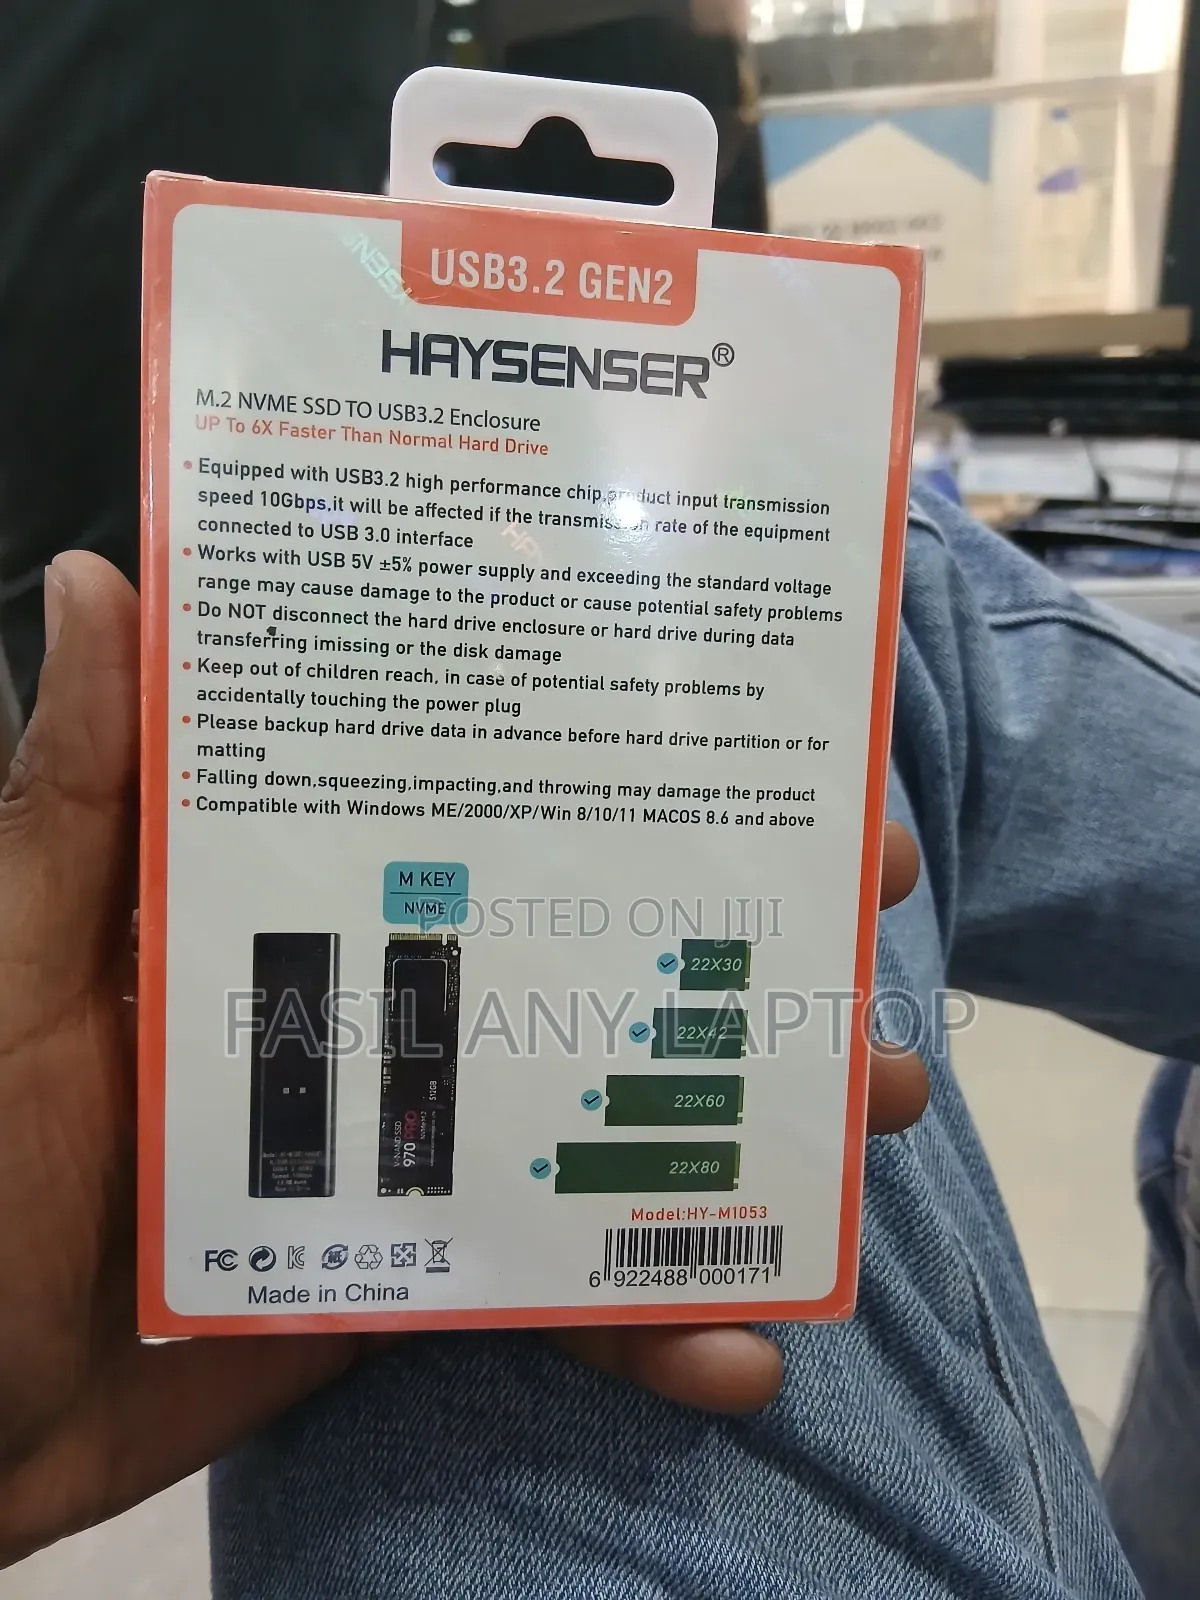 USB3.2 GEN2
HAYSENSER®
M.2 NVME SSD TO USB3.2 Enclosure
UP To 6X Faster Than Normal Hard Drive
• Equipped with USB3.2 high performance chip,product input transmission
speed 10Gbps,it will be affected if the transmission rate of the equipment
connected to USB 3.0 interface
• Works with USB 5V ±5% power supply and exceeding the standard voltage
range may cause damage to the product or cause potential safety problems
• Do NOT disconnect the hard drive enclosure or hard drive during data
transferring imissing or the disk damage
• Keep out of children reach, in case of potential safety problems by
accidentally touching the power plug
• Please backup hard drive data in advance before hard drive partition or for
matting
• Falling down,squeezing,impacting,and throwing may damage the product
• Compatible with Windows ME/2000/XP/Win 8/10/11 MACOS 8.6 and above
M KEY
NVME
POSTED ON JIJI
FASIL ANY LAPTOP
22X30
22X42
22X60
22X80
V-NAND SSD
970 PRO
NVMe M.2
512GB
Model:HY-M1053
6 922488 000171
FC
Made in China